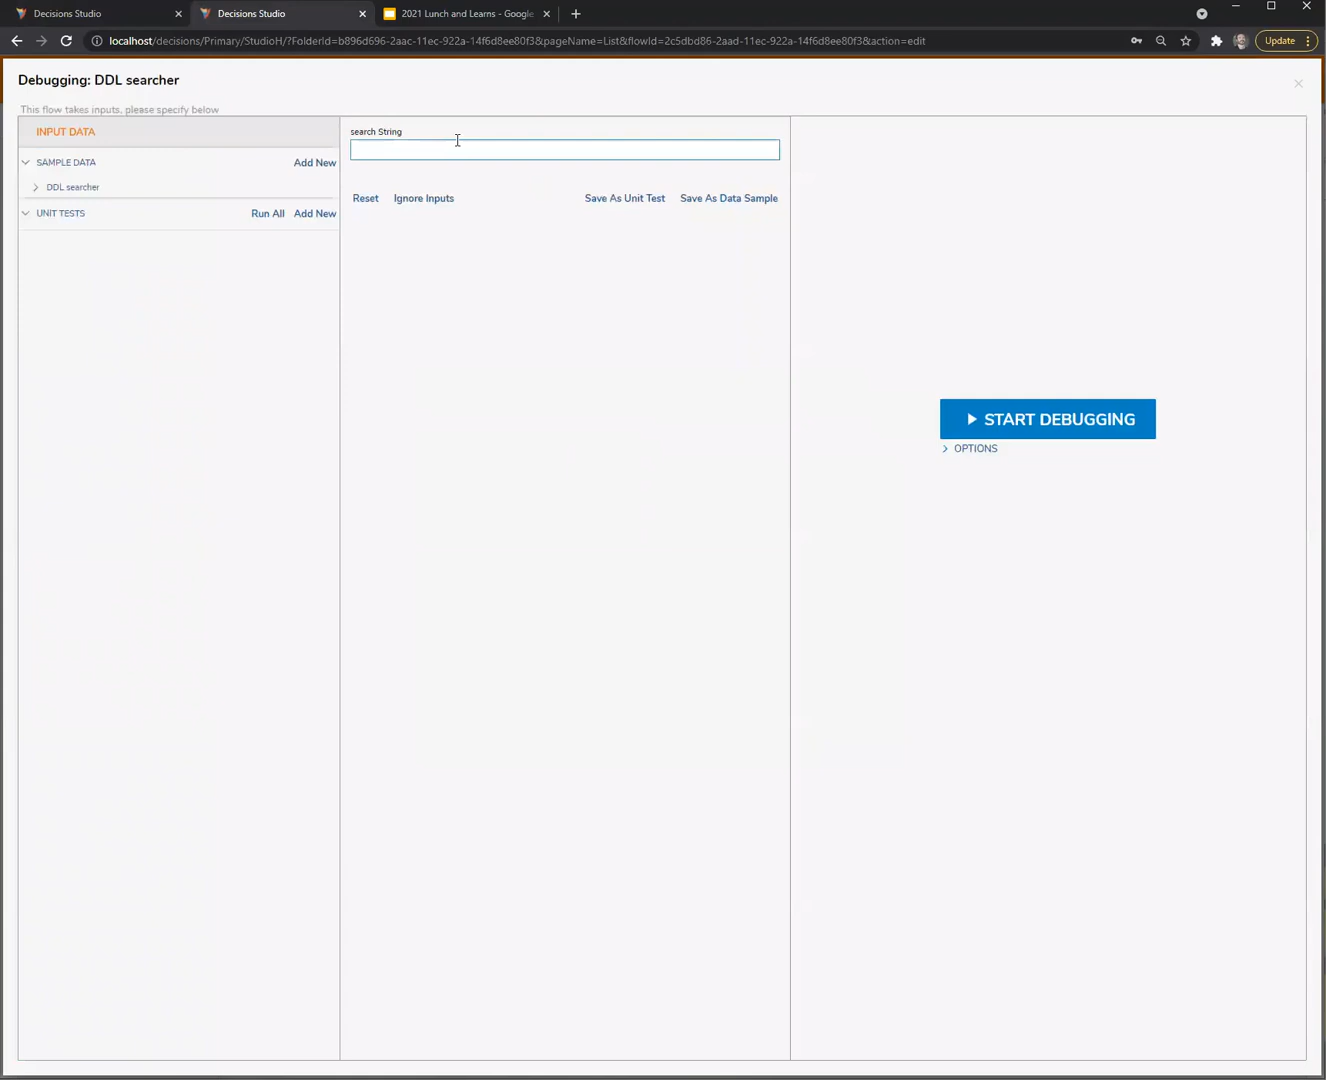 Decisions Studio
Decisions Studio
2021 Lunch and Learns - Google
localhost/decisions/Primary/StudioH/?FolderId=b896d696-2aac-11ec-922a-14f6d8ee80f3&pageName=List&flowId=2c5dbd86-2aad-11ec-922a-14f6d8ee80f3&action=edit
Update
Debugging: DDL searcher
This flow takes inputs, please specify below
INPUT DATA
SAMPLE DATA Add New
DDL searcher
UNIT TESTS Run All Add New
search String
Reset Ignore Inputs Save As Unit Test Save As Data Sample
START DEBUGGING
OPTIONS